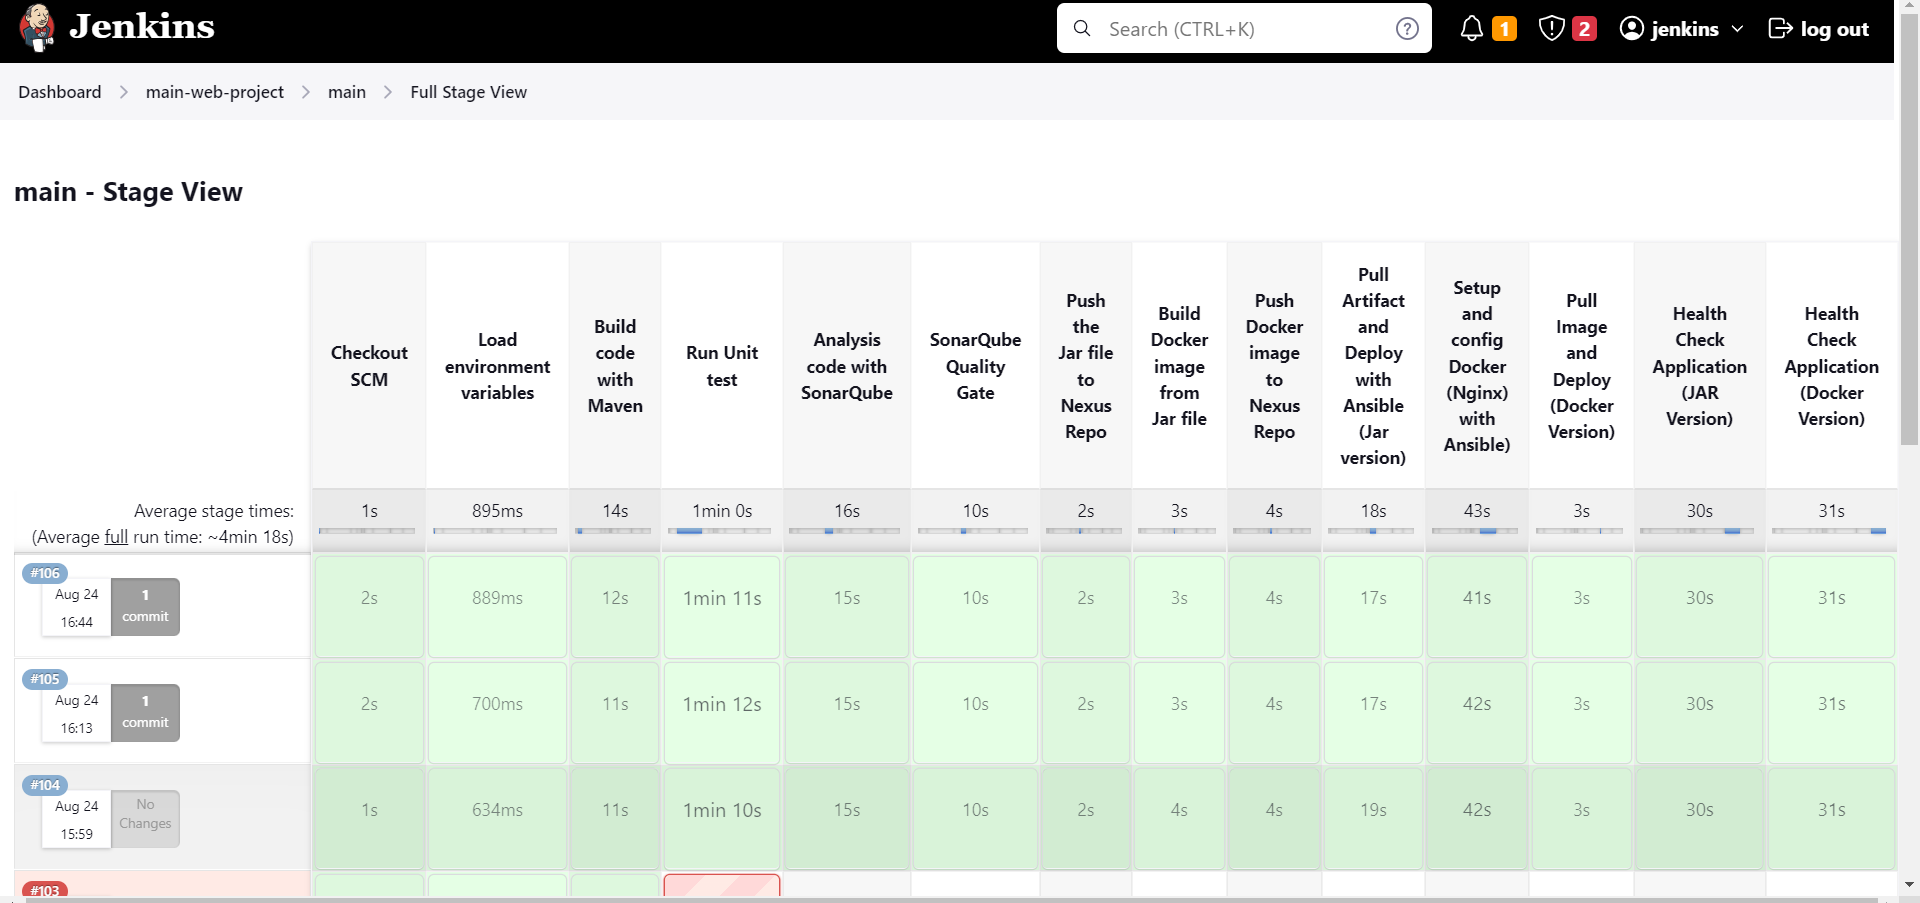 Jenkins
Search (CTRL+K)
1
2
jenkins
log out
Dashboard
main-web-project
main
Full Stage View
main - Stage View
Checkout
SCM
Load
environment
variables
Build
code
with
Maven
Run Unit
test
Analysis
code with
SonarQube
SonarQube
Quality
Gate
Push
the
Jar file
to
Nexus
Repo
Build
Docker
image
from
Jar file
Push
Docker
image
to
Nexus
Repo
Pull
Artifact
and
Deploy
with
Ansible
(Jar
version)
Setup
and
config
Docker
(Nginx)
with
Ansible)
Pull
Image
and
Deploy
(Docker
Version)
Health
Check
Application
(JAR
Version)
Health
Check
Application
(Docker
Version)
Average stage times:
(Average full run time: ~4min 18s)
1s 895ms 14s 1min 0s 16s 10s 2s 3s 4s 18s 43s 3s 30s 31s
#106
Aug 24
16:44
1
commit
2s 889ms 12s 1min 11s 15s 10s 2s 3s 4s 17s 41s 3s 30s 31s
#105
Aug 24
16:13
1
commit
2s 700ms 11s 1min 12s 15s 10s 2s 3s 4s 17s 42s 3s 30s 31s
#104
Aug 24
15:59
No
Changes
1s 634ms 11s 1min 10s 15s 10s 2s 4s 4s 19s 42s 3s 30s 31s
#103